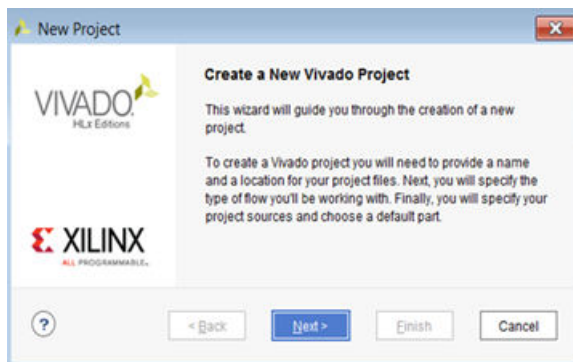 New Project
VIVADO
HLx Editions
XILINX
ALL PROGRAMMABLE.
Create a New Vivado Project
This wizard will guide you through the creation of a new
project.
To create a Vivado project you will need to provide a name
and a location for your project files. Next, you will specify the
type of flow you'll be working with. Finally, you will specify your
project sources and choose a default part.
?
< Back
Next >
Finish
Cancel